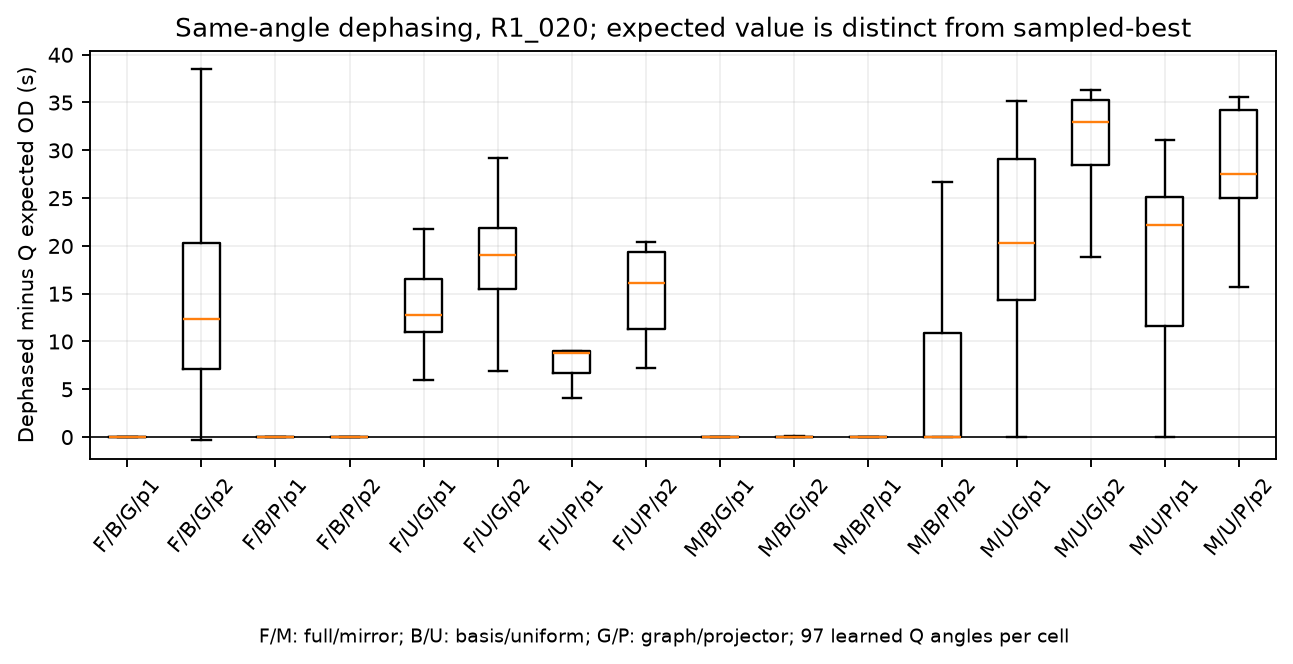 Same-angle dephasing, R1_020; expected value is distinct from sampled-best
Dephased minus Q expected OD (s)
40
35
30
25
20
15
10
5
0
F/B/G/p1
F/B/G/p2
F/B/P/p1
F/B/P/p2
F/U/G/p1
F/U/G/p2
F/U/P/p1
F/U/P/p2
M/B/G/p1
M/B/G/p2
M/B/P/p1
M/B/P/p2
M/U/G/p1
M/U/G/p2
M/U/P/p1
M/U/P/p2
F/M: full/mirror; B/U: basis/uniform; G/P: graph/projector; 97 learned Q angles per cell